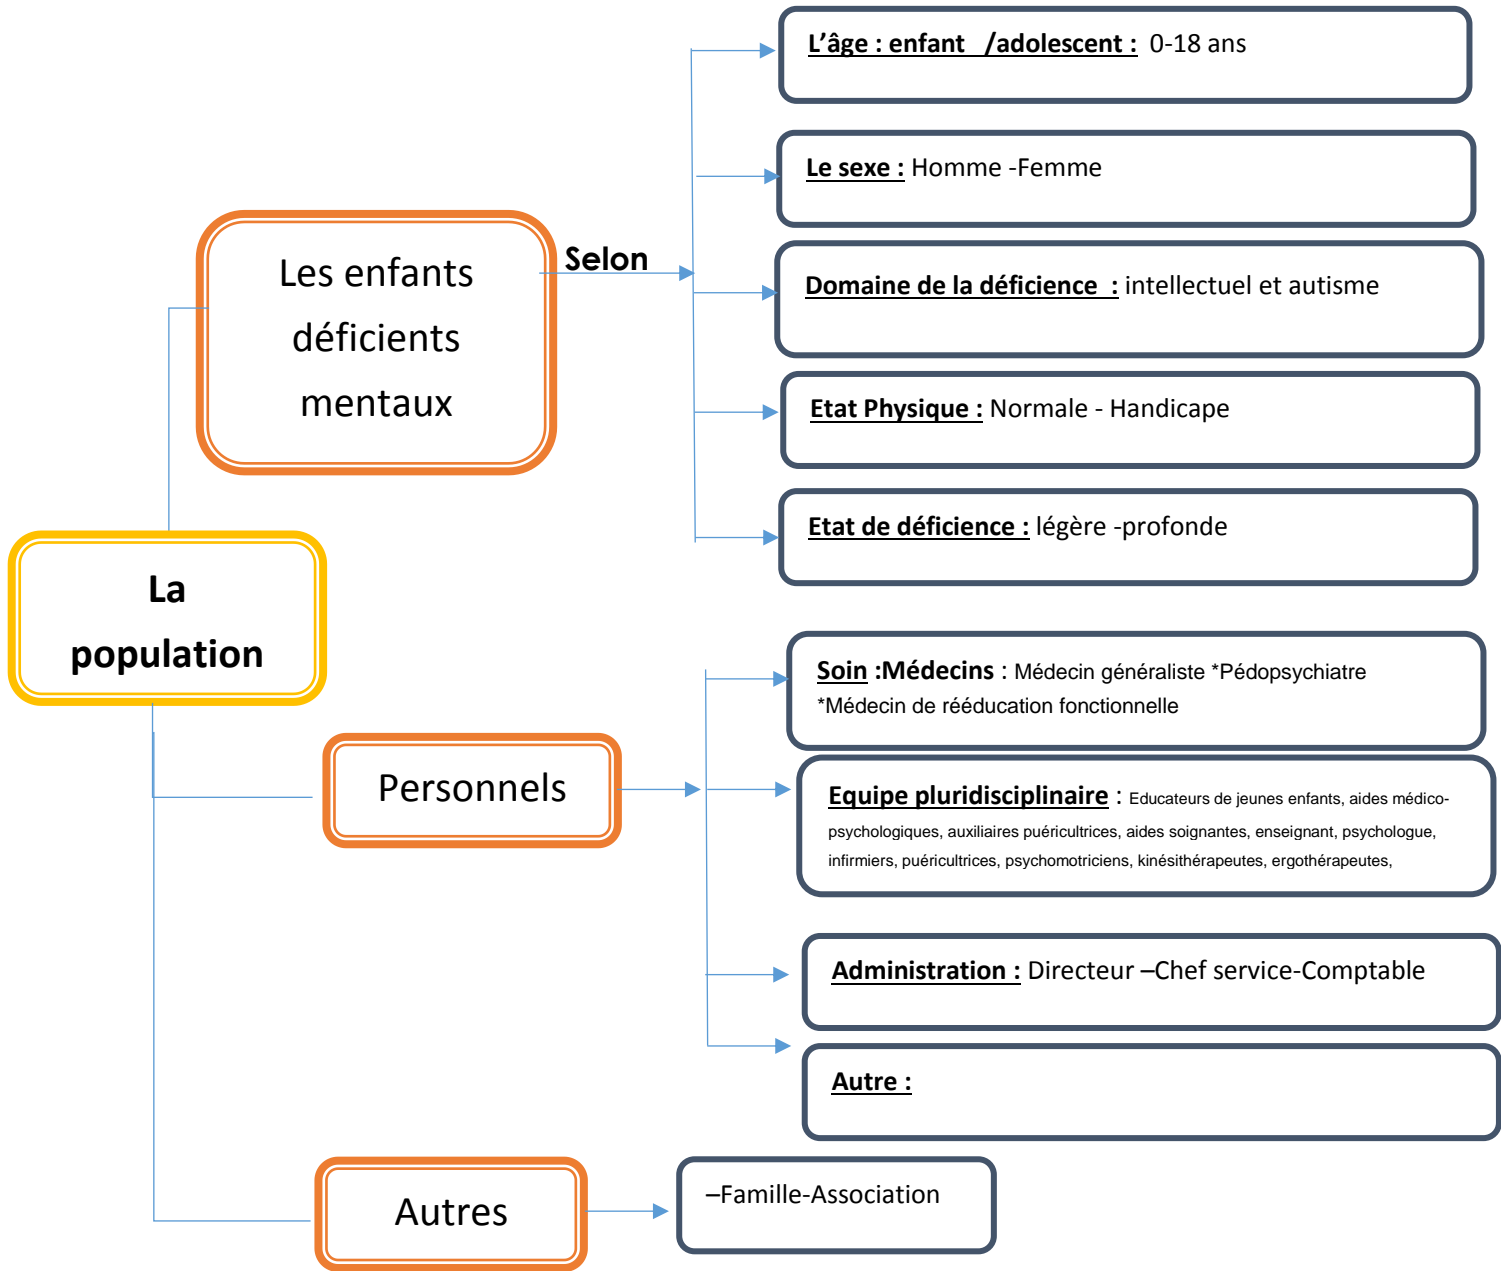 L’âge : enfant /adolescent : 0-18 ans
Le sexe : Homme -Femme
Les enfants
déficients
mentaux
Selon
Domaine de la déficience : intellectuel et autisme
Etat Physique : Normale - Handicape
Etat de déficience : légère -profonde
La
population
Soin :Médecins : Médecin généraliste *Pédopsychiatre
*Médecin de rééducation fonctionnelle
Personnels
Equipe pluridisciplinaire : Educateurs de jeunes enfants, aides médico-
psychologiques, auxiliaires puéricultrices, aides soignantes, enseignant, psychologue,
infirmiers, puéricultrices, psychomotriciens, kinésithérapeutes, ergothérapeutes,
Administration : Directeur –Chef service-Comptable
Autre :
Autres
–Famille-Association